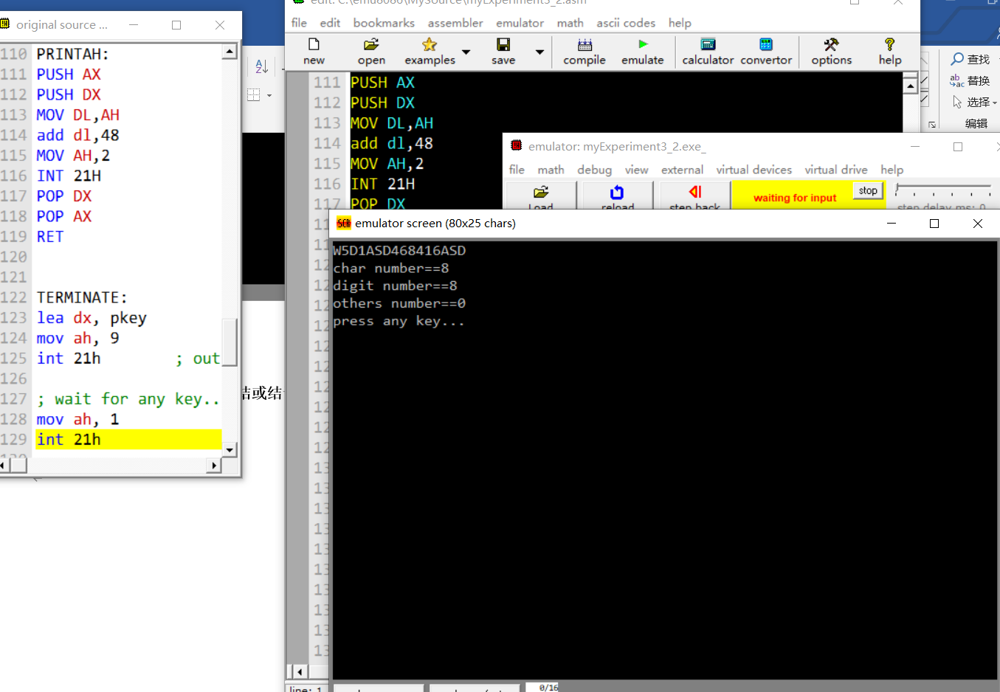 original source ...
110 PRINTAH:
111 PUSH AX
112 PUSH DX
113 MOV DL,AH
114 add dl,48
115 MOV AH,2
116 INT 21H
117 POP DX
118 POP AX
119 RET
120
121
122 TERMINATE:
123 lea dx, pkey
124 mov ah, 9
125 int 21h ; out
126
127 ; wait for any key..
128 mov ah, 1
129 int 21h
edit: C:\emu8086\MySource\myExperiment3_2.asm
file edit bookmarks assembler emulator math ascii codes help
new open examples save compile emulate calculator convertor options help
111 PUSH AX
112 PUSH DX
113 MOV DL,AH
114 add dl,48
115 MOV AH,2
116 INT 21H
117 POP DX
查找
替换
选择
编辑
emulator: myExperiment3_2.exe_
file math debug view external virtual devices virtual drive help
Load reload step back waiting for input stop step delay ms: 0
emulator screen (80x25 chars)
W5D1ASD468416ASD
char number==8
digit number==8
others number==0
press any key...
结或结
line: 1
0/16